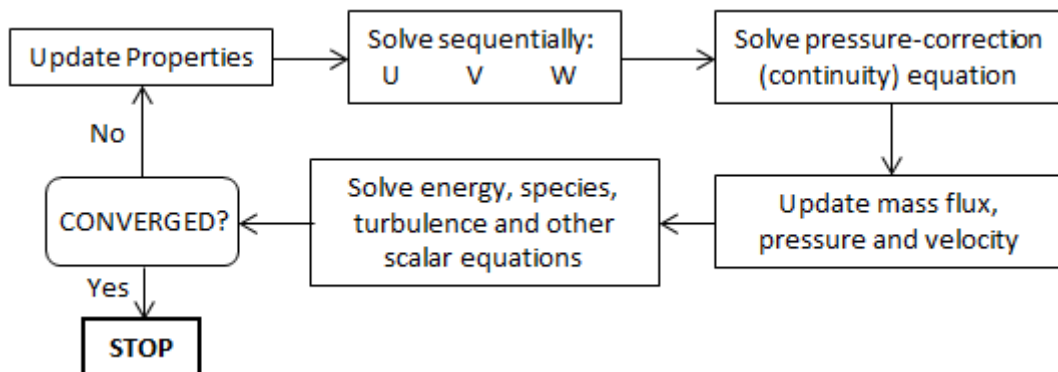 Update Properties
Solve sequentially:
U V W
Solve pressure-correction
(continuity) equation
Update mass flux,
pressure and velocity
Solve energy, species,
turbulence and other
scalar equations
CONVERGED?
No
Yes
STOP